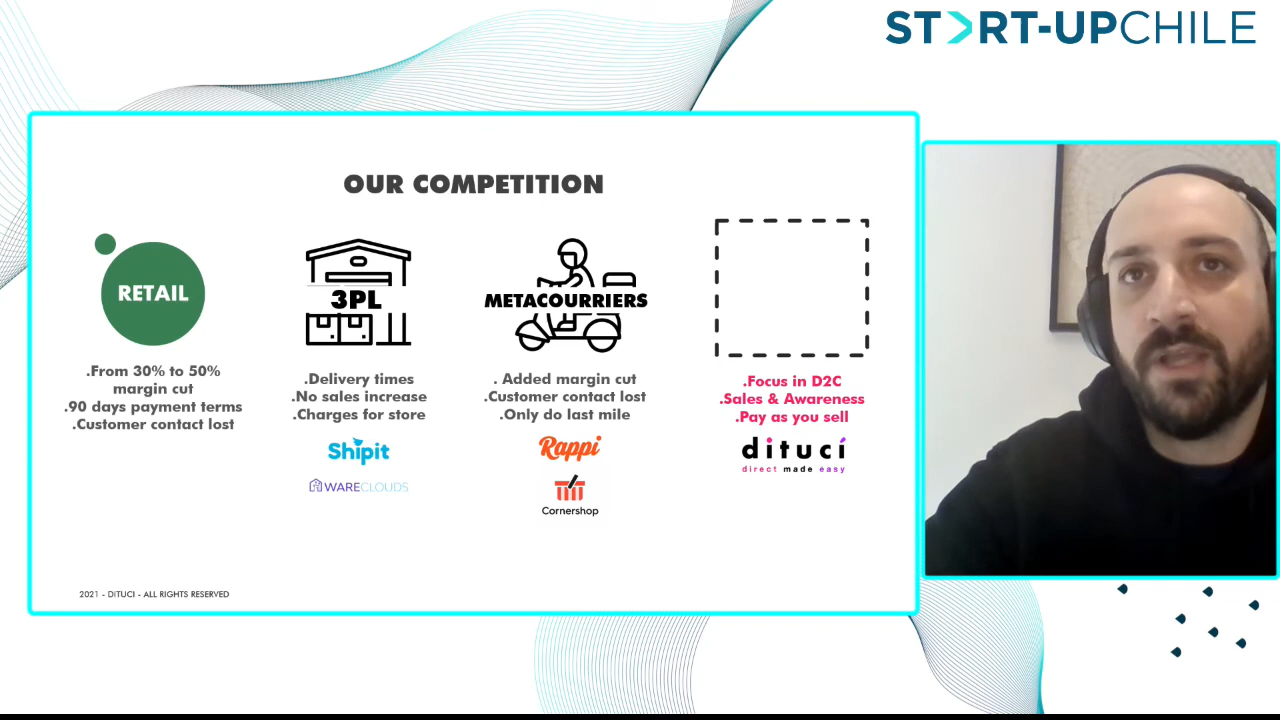 START-UPCHILE
OUR COMPETITION
RETAIL
.From 30% to 50%
margin cut
.90 days payment terms
.Customer contact lost
3PL
.Delivery times
.No sales increase
.Charges for store
Shipit
WARECLOUDS
METACOURRIERS
. Added margin cut
.Customer contact lost
.Only do last mile
Rappi
Cornershop
.Focus in D2C
.Sales & Awareness
.Pay as you sell
ditucí
direct made easy
2021 - DiTUCI - ALL RIGHTS RESERVED